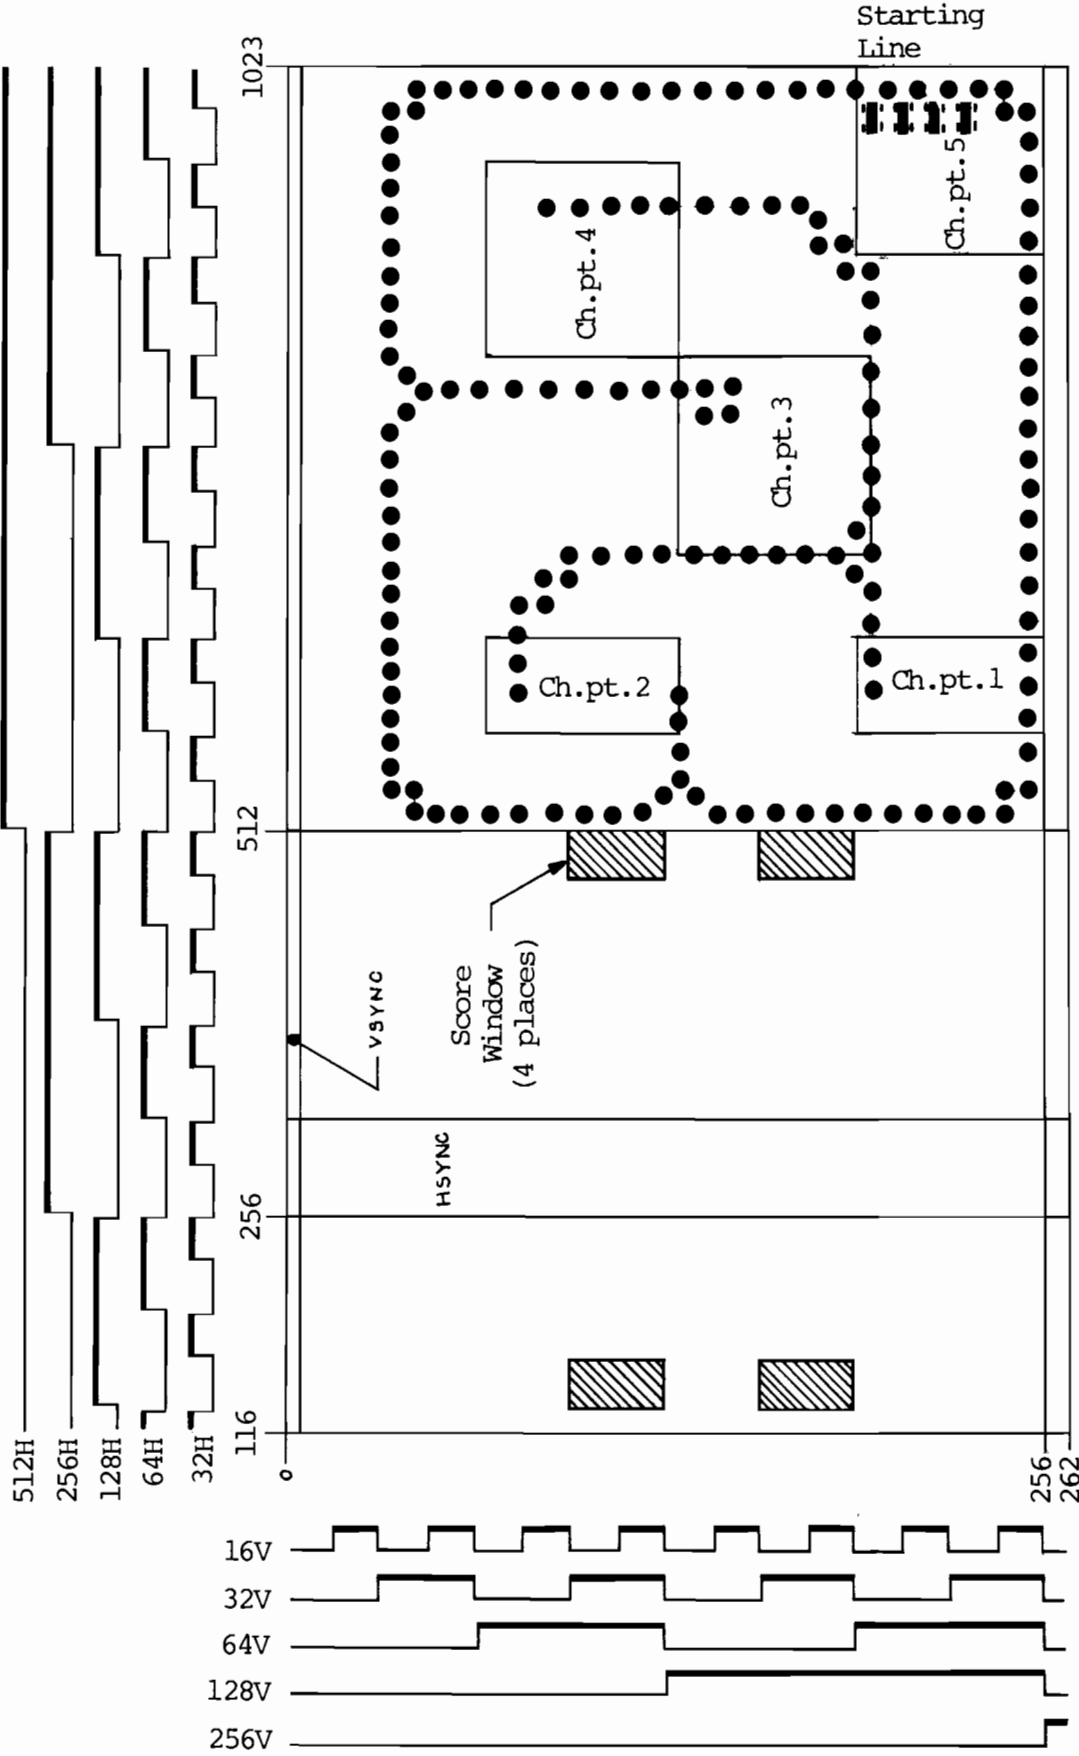 Starting
Line
1023
Ch.pt.5
Ch.pt.4
Ch.pt.3
Ch.pt.2
Ch.pt.1
512
Score
Window
(4 places)
VSYNC
HSYNC
256
116
512H
256H
128H
64H
32H
0
256
262
16V
32V
64V
128V
256V